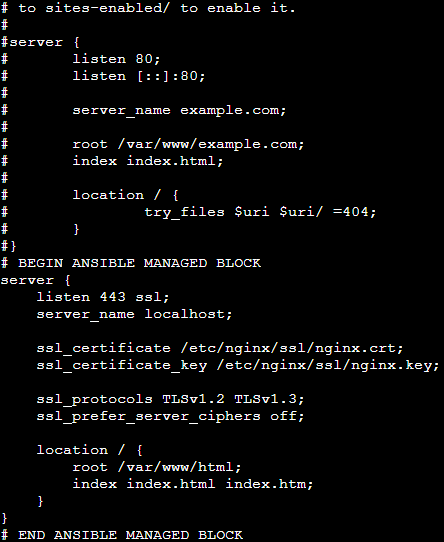 # to sites-enabled/ to enable it.
#
#server {
#       listen 80;
#       listen [::]:80;
#
#       server_name example.com;
#
#       root /var/www/example.com;
#       index index.html;
#
#       location / {
#               try_files $uri $uri/ =404;
#       }
#}
# BEGIN ANSIBLE MANAGED BLOCK
server {
    listen 443 ssl;
    server_name localhost;

    ssl_certificate /etc/nginx/ssl/nginx.crt;
    ssl_certificate_key /etc/nginx/ssl/nginx.key;

    ssl_protocols TLSv1.2 TLSv1.3;
    ssl_prefer_server_ciphers off;

    location / {
        root /var/www/html;
        index index.html index.htm;
    }
}
# END ANSIBLE MANAGED BLOCK